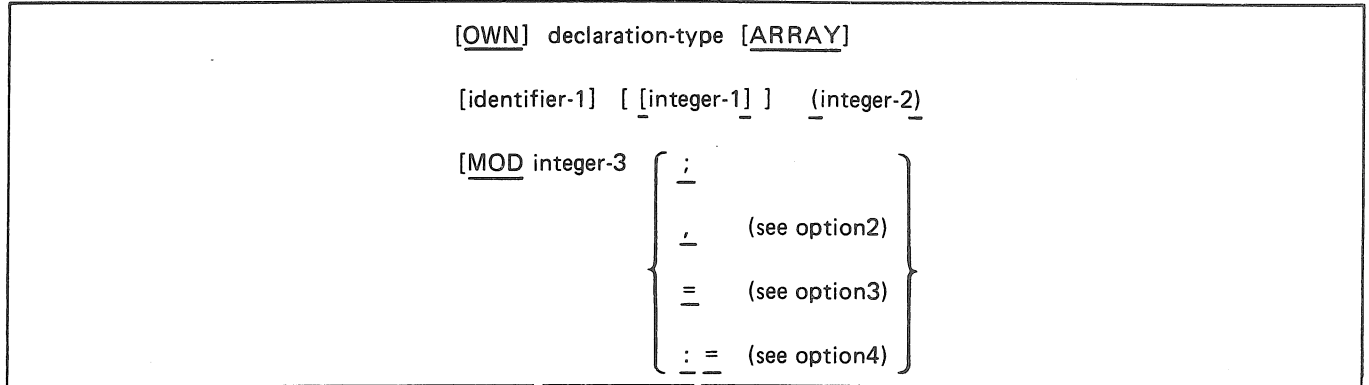 [OWN] declaration-type [ARRAY]
[identifier-1] [ [integer-1] ] (integer-2)
[MOD integer-3 { ; }
, (see option2)
= (see option3)
: = (see option4)